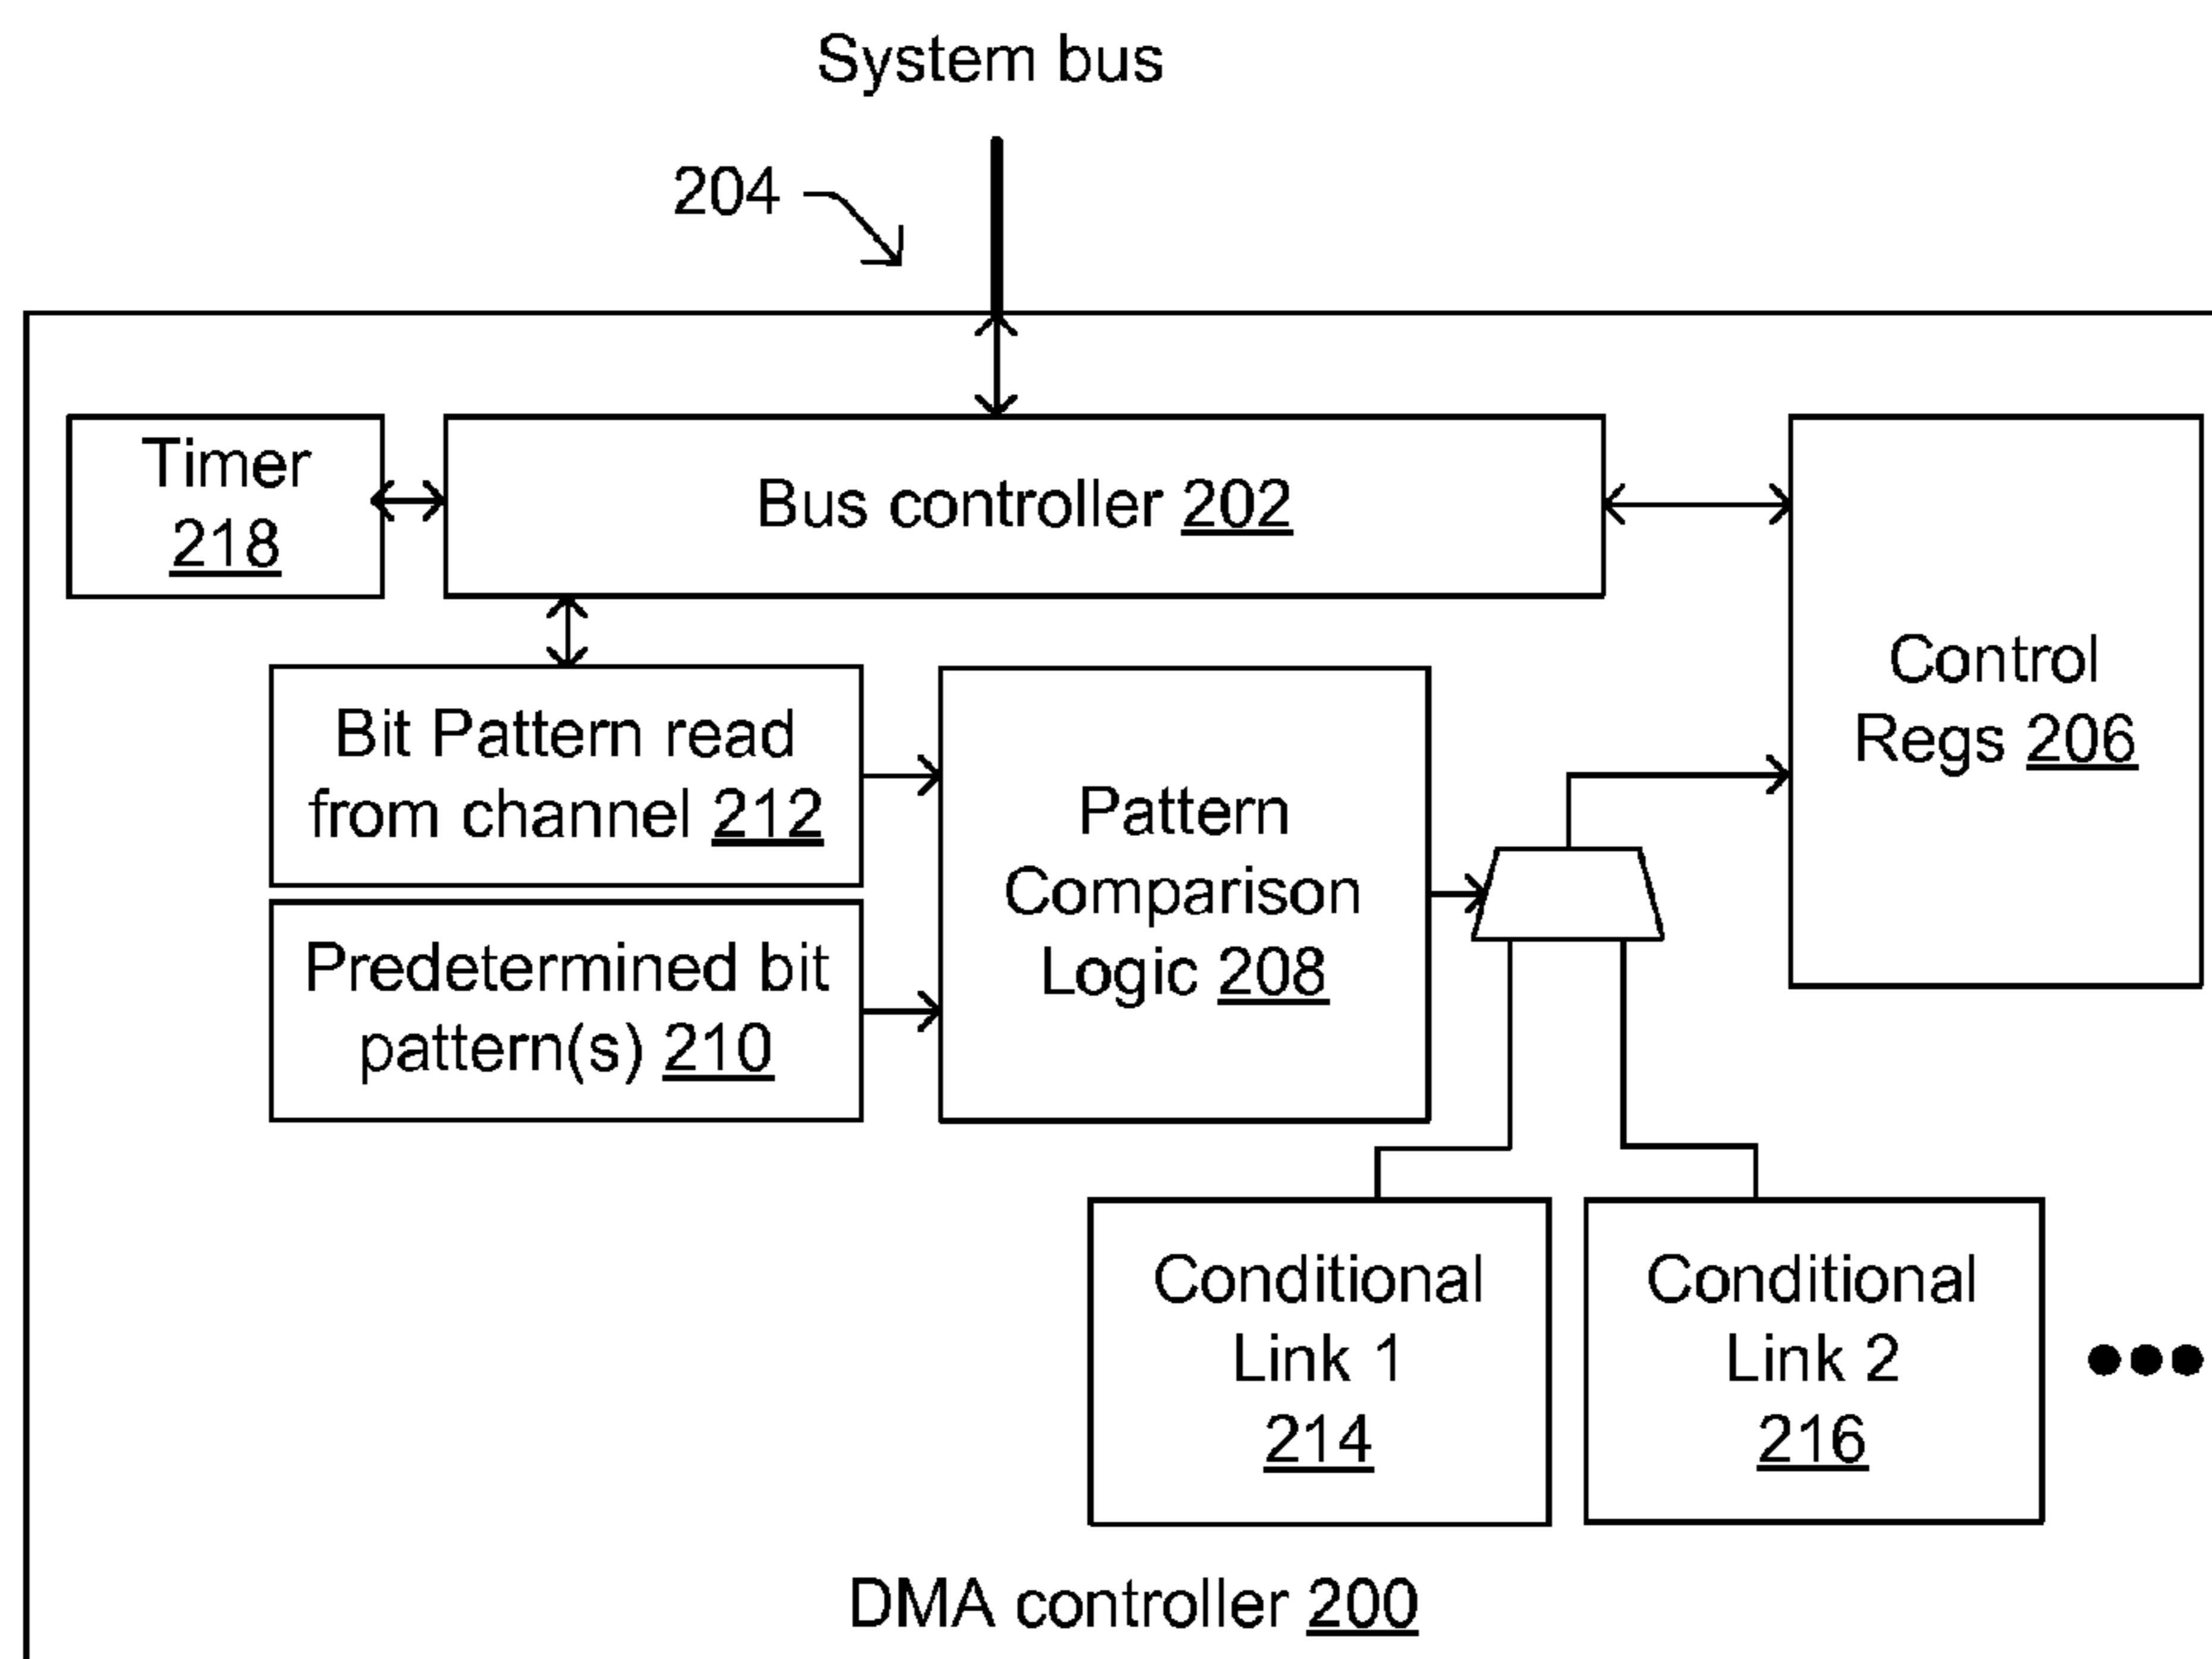 System bus
204
Timer
218
Bus controller 202
Control
Regs 206
Bit Pattern read
from channel 212
Predetermined bit
pattern(s) 210
Pattern
Comparison
Logic 208
Conditional
Link 1
214
Conditional
Link 2
216
DMA controller 200